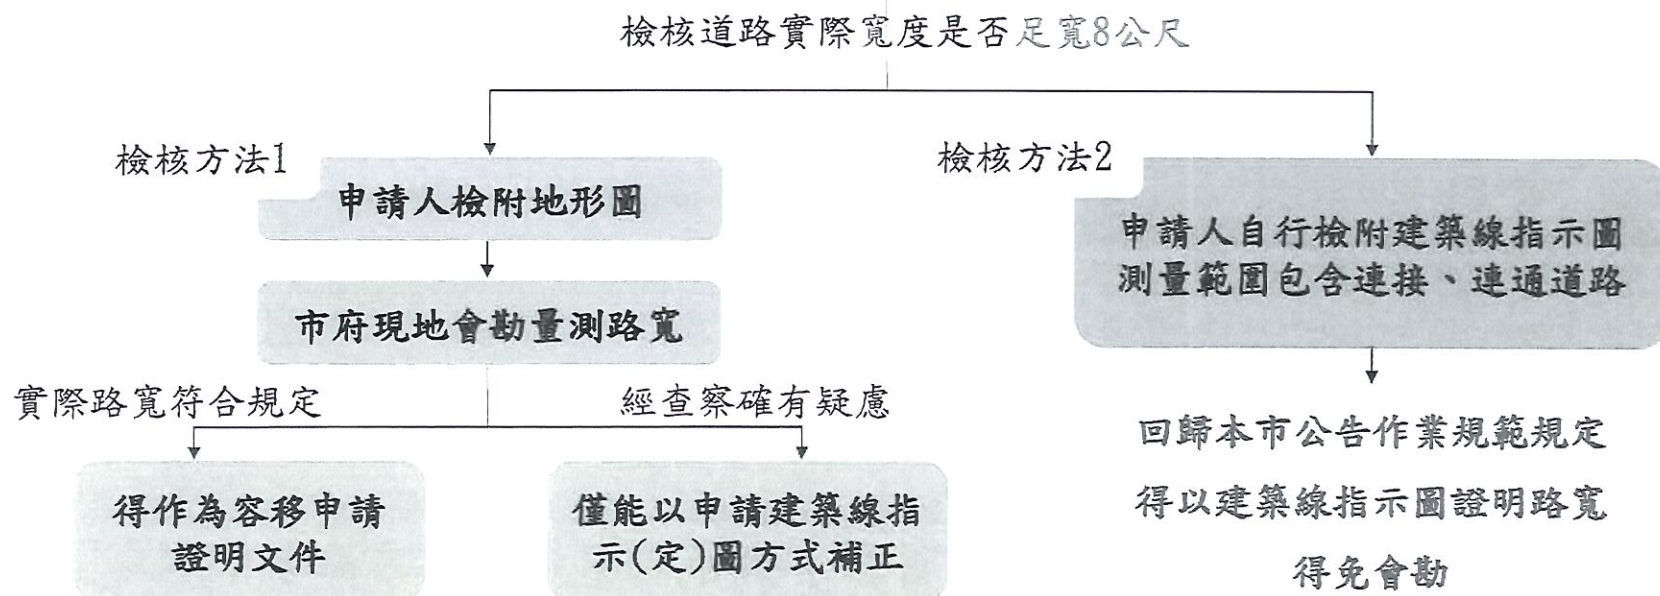 檢核道路實際寬度是否足寬8公尺
檢核方法1
申請人檢附地形圖
市府現地會勘量測路寬
實際路寬符合規定
經查察確有疑慮
得作為容移申請
證明文件
僅能以申請建築線指
示(定)圖方式補正
檢核方法2
申請人自行檢附建築線指示圖
測量範圍包含連接、連通道路
回歸本市公告作業規範規定
得以建築線指示圖證明路寬
得免會勘